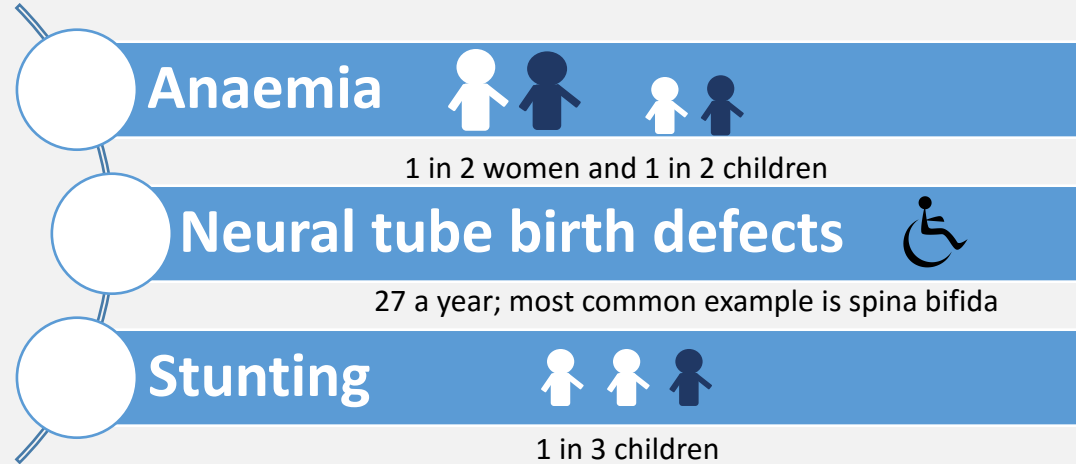 Anaemia
1 in 2 women and 1 in 2 children
Neural tube birth defects
27 a year; most common example is spina bifida
Stunting
1 in 3 children